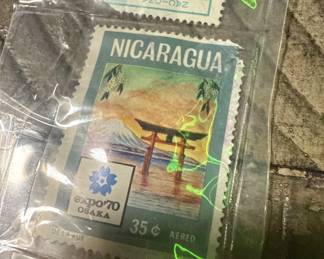 NICARAGUA
expo'70
OSAKA
35 ¢ AEREO